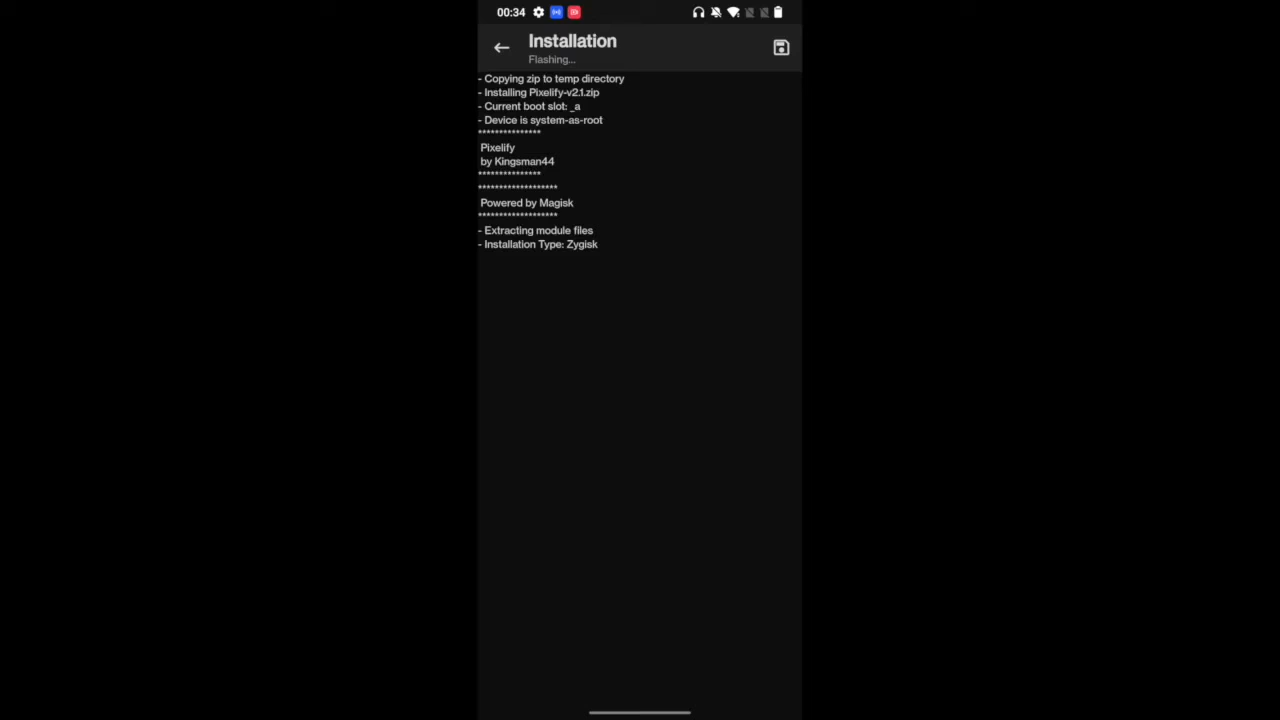 00:34
Installation
Flashing...
- Copying zip to temp directory
- Installing Pixelify-v2.1.zip
- Current boot slot: _a
- Device is system-as-root
***************
Pixelify
by Kingsman44
***************
*******************
Powered by Magisk
*******************
- Extracting module files
- Installation Type: Zygisk